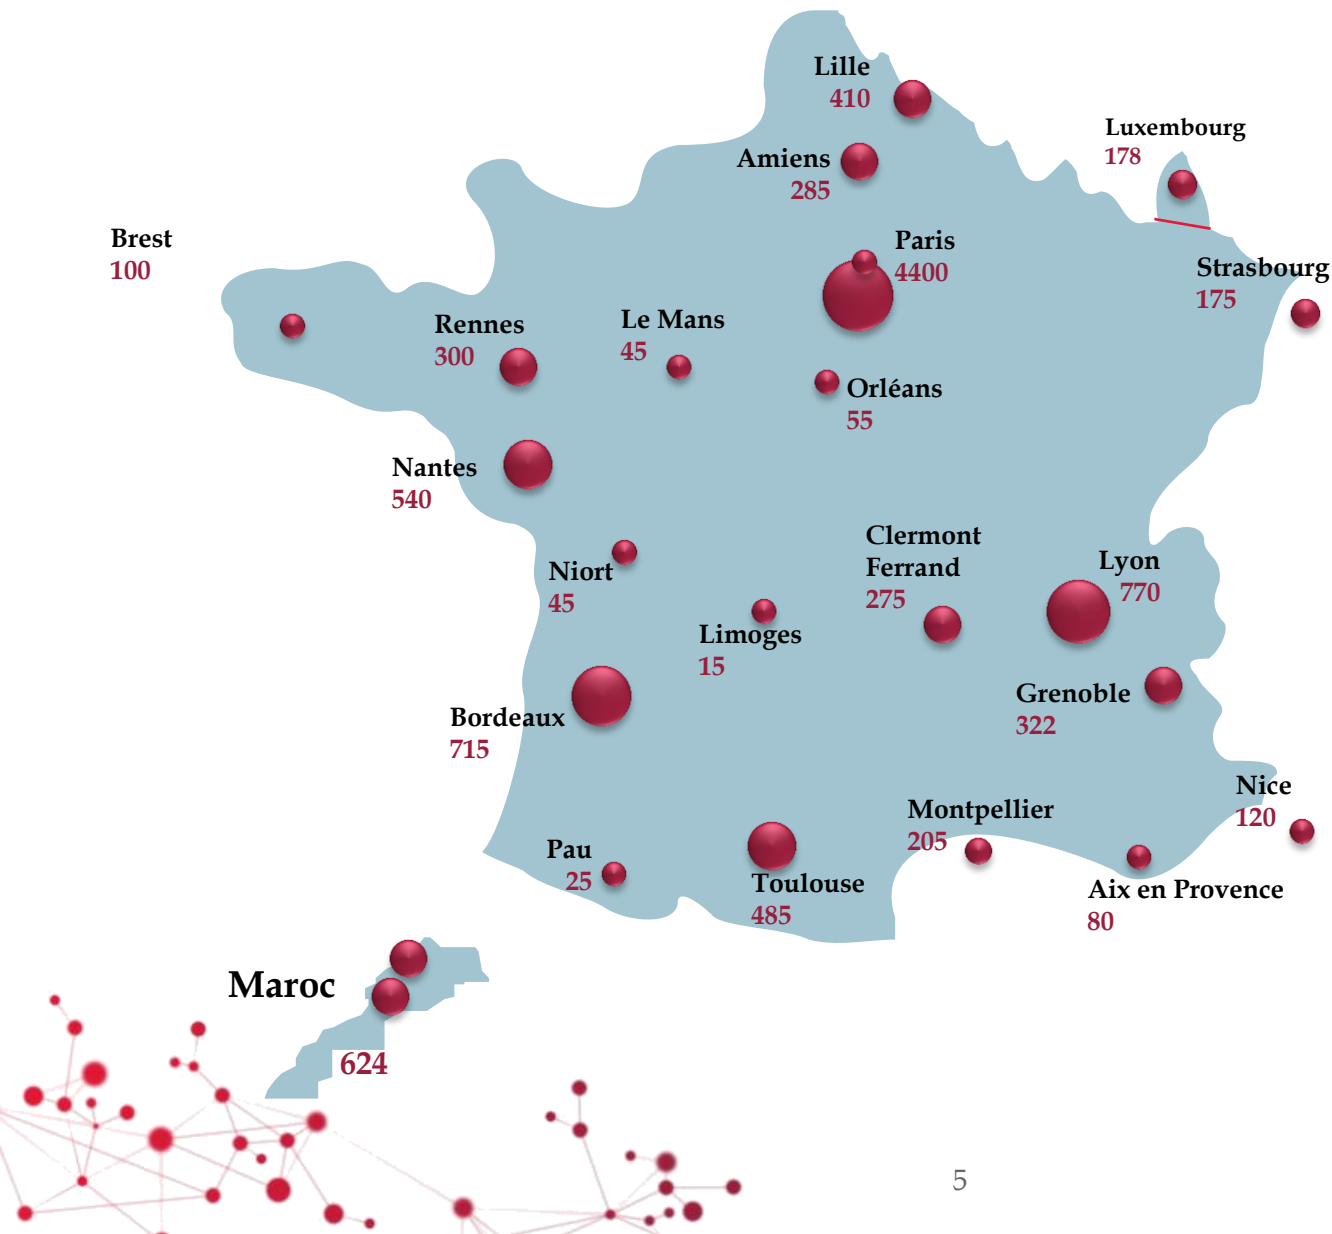 Lille
410
Luxembourg
178
Amiens
285
Brest
100
Paris
4400
Strasbourg
175
Rennes
300
Le Mans
45
Orléans
55
Nantes
540
Clermont
Ferrand
275
Lyon
770
Niort
45
Limoges
15
Grenoble
322
Bordeaux
715
Nice
120
Montpellier
205
Pau
25
Toulouse
485
Aix en Provence
80
Maroc
624
5